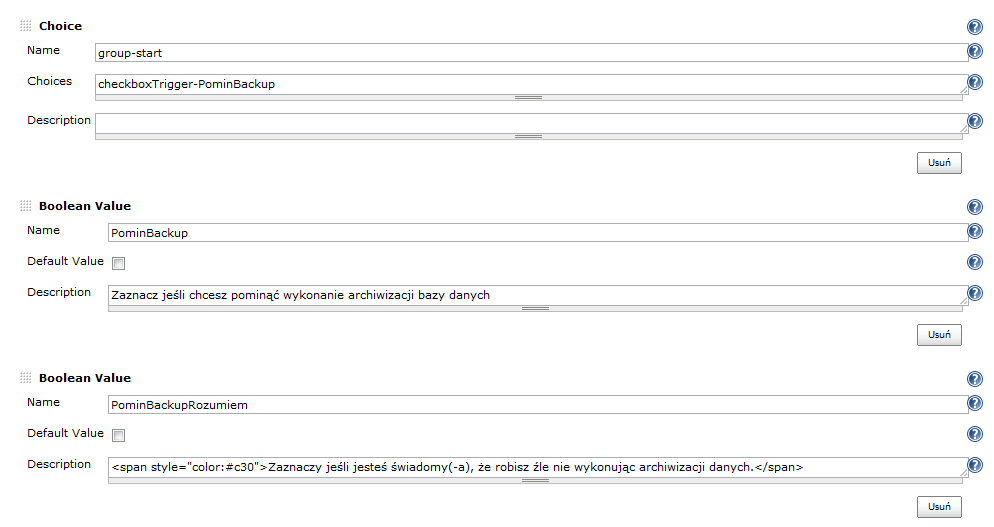 Choice
Name
group-start
Choices
checkboxTrigger-PominBackup
Description
Usuń
Boolean Value
Name
PominBackup
Default Value
Description
Zaznacz jeśli chcesz pominąć wykonanie archiwizacji bazy danych
Usuń
Boolean Value
Name
PominBackupRozumiem
Default Value
Description
<span style="color:#c30">Zaznaczy jeśli jesteś świadomy(-a), że robisz źle nie wykonując archiwizacji danych.</span>
Usuń